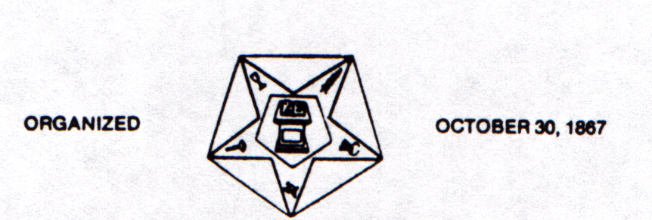 ORGANIZED OCTOBER 30, 1867